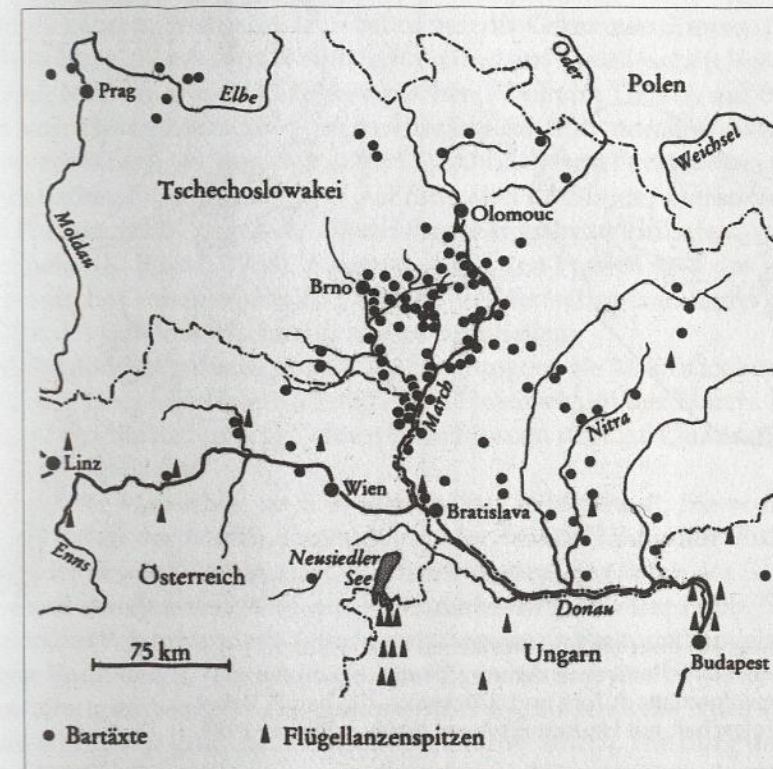 Oder
Polen
Prag
Elbe
Weichsel
Tschechoslowakei
Moldau
Olomouc
Brno
March
Nitra
Linz
Wien
Bratislava
Enns
Österreich
Neusiedler
See
Donau
75 km
Ungarn
Budapest
Bartäxte
Flügellanzenspitzen